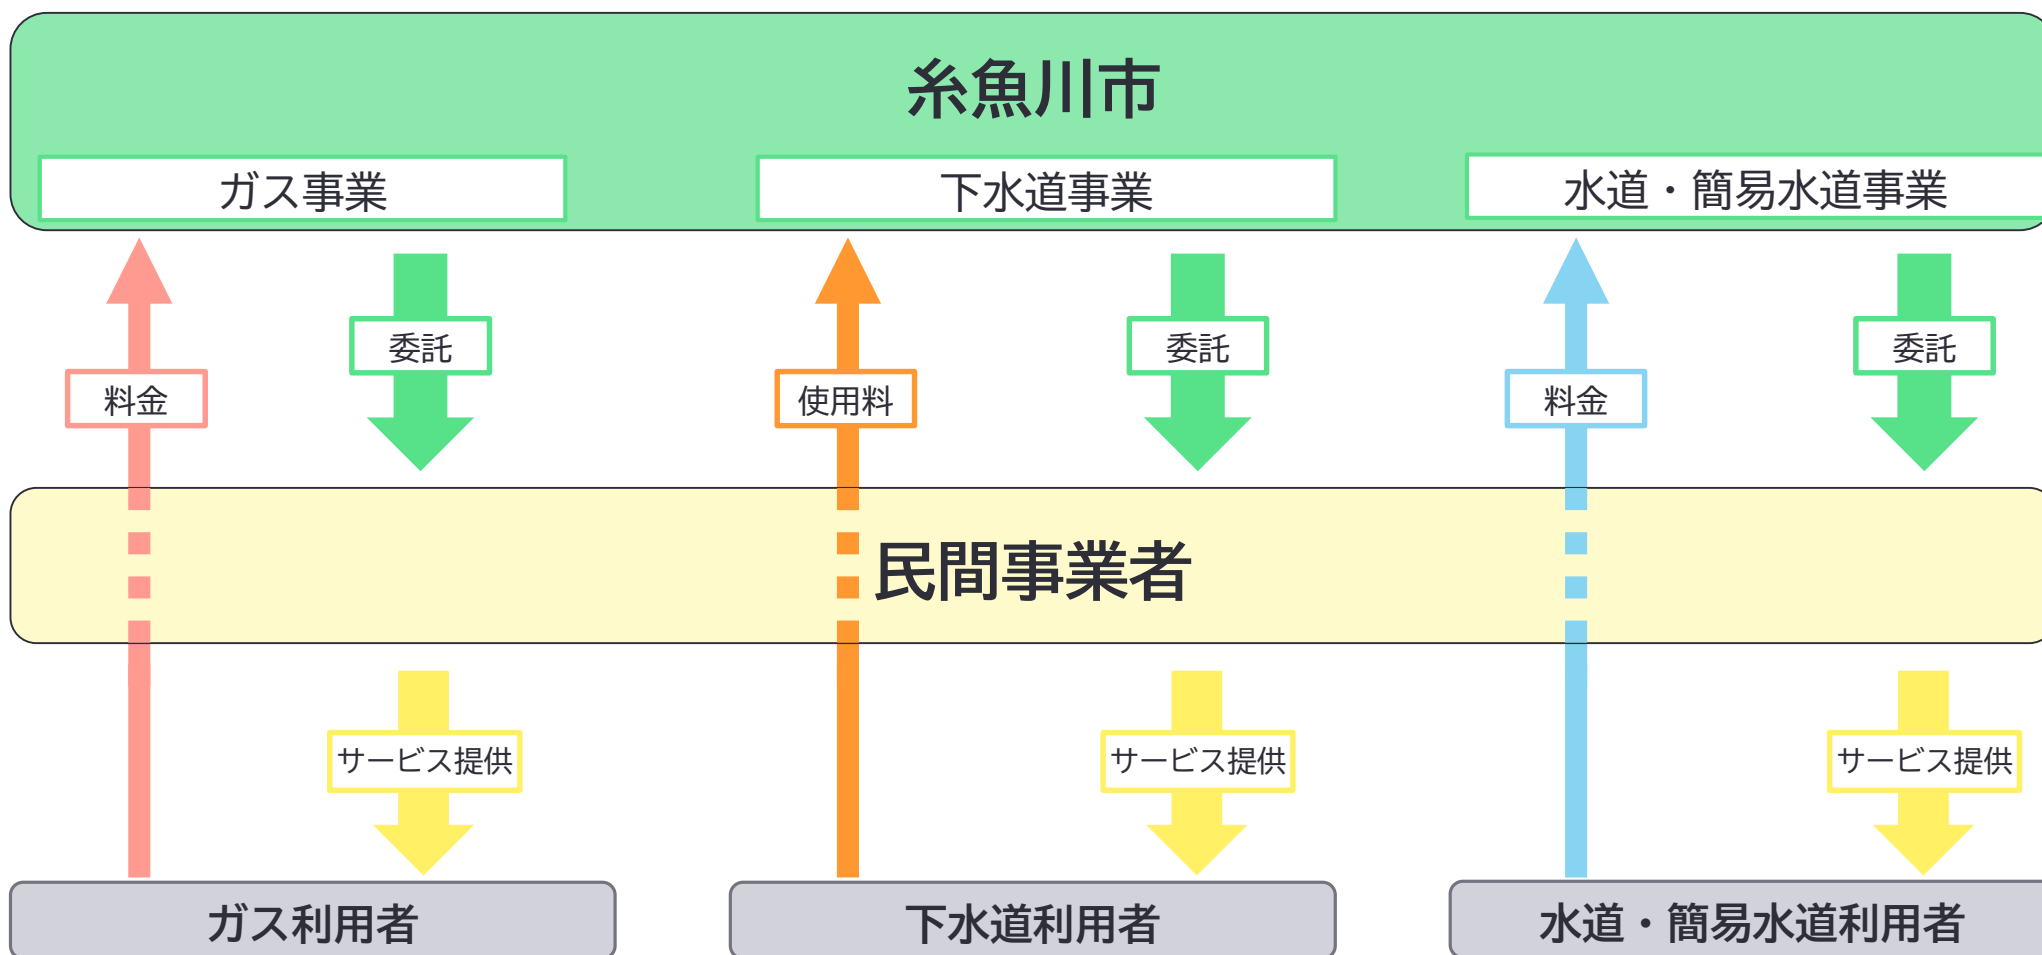 糸魚川市
ガス事業
下水道事業
水道・簡易水道事業
委託
委託
委託
料金
使用料
料金
民間事業者
サービス提供
サービス提供
サービス提供
ガス利用者
下水道利用者
水道・簡易水道利用者